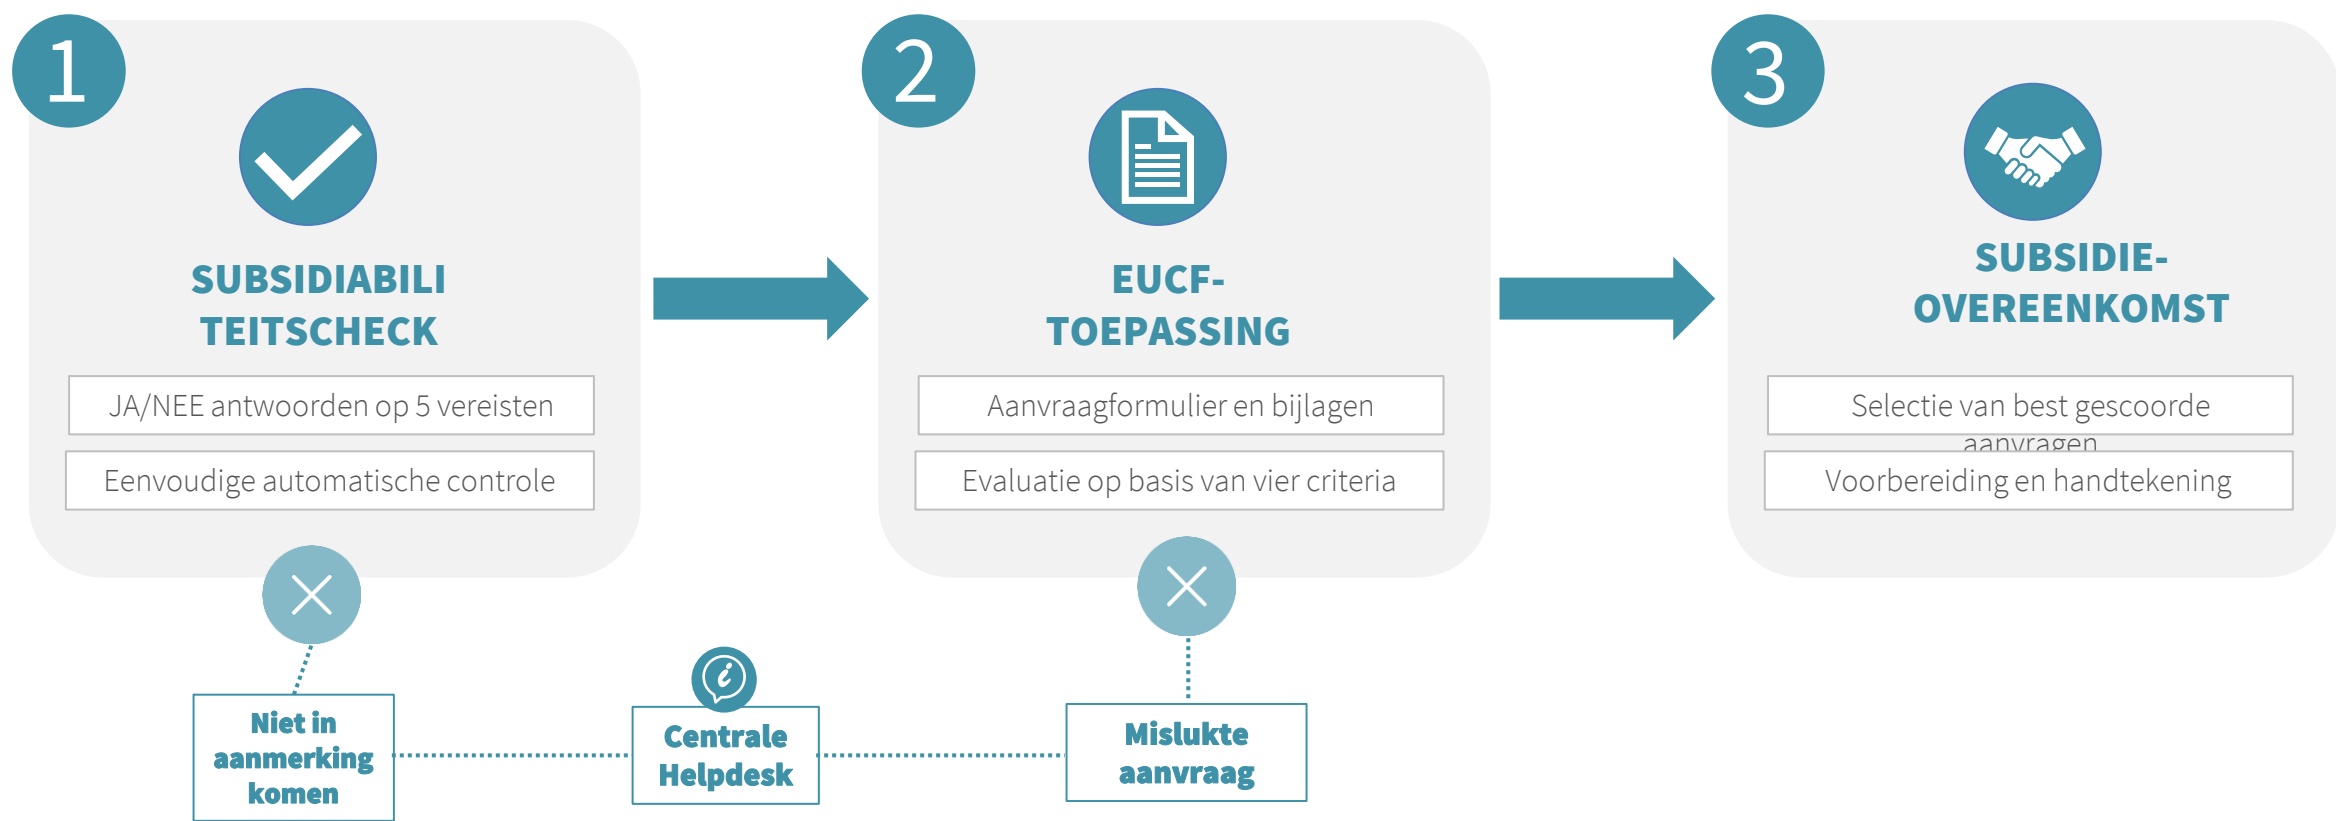 1
SUBSIDIABILI
TEITSCHECK
JA/NEE antwoorden op 5 vereisten
Eenvoudige automatische controle
2
EUCF-
TOEPASSING
Aanvraagformulier en bijlagen
Evaluatie op basis van vier criteria
3
SUBSIDIE-
OVEREENKOMST
Selectie van best gescoorde
aanvragen
Voorbereiding en handtekening
Niet in
aanmerking
komen
i
Centrale
Helpdesk
Mislukte
aanvraag